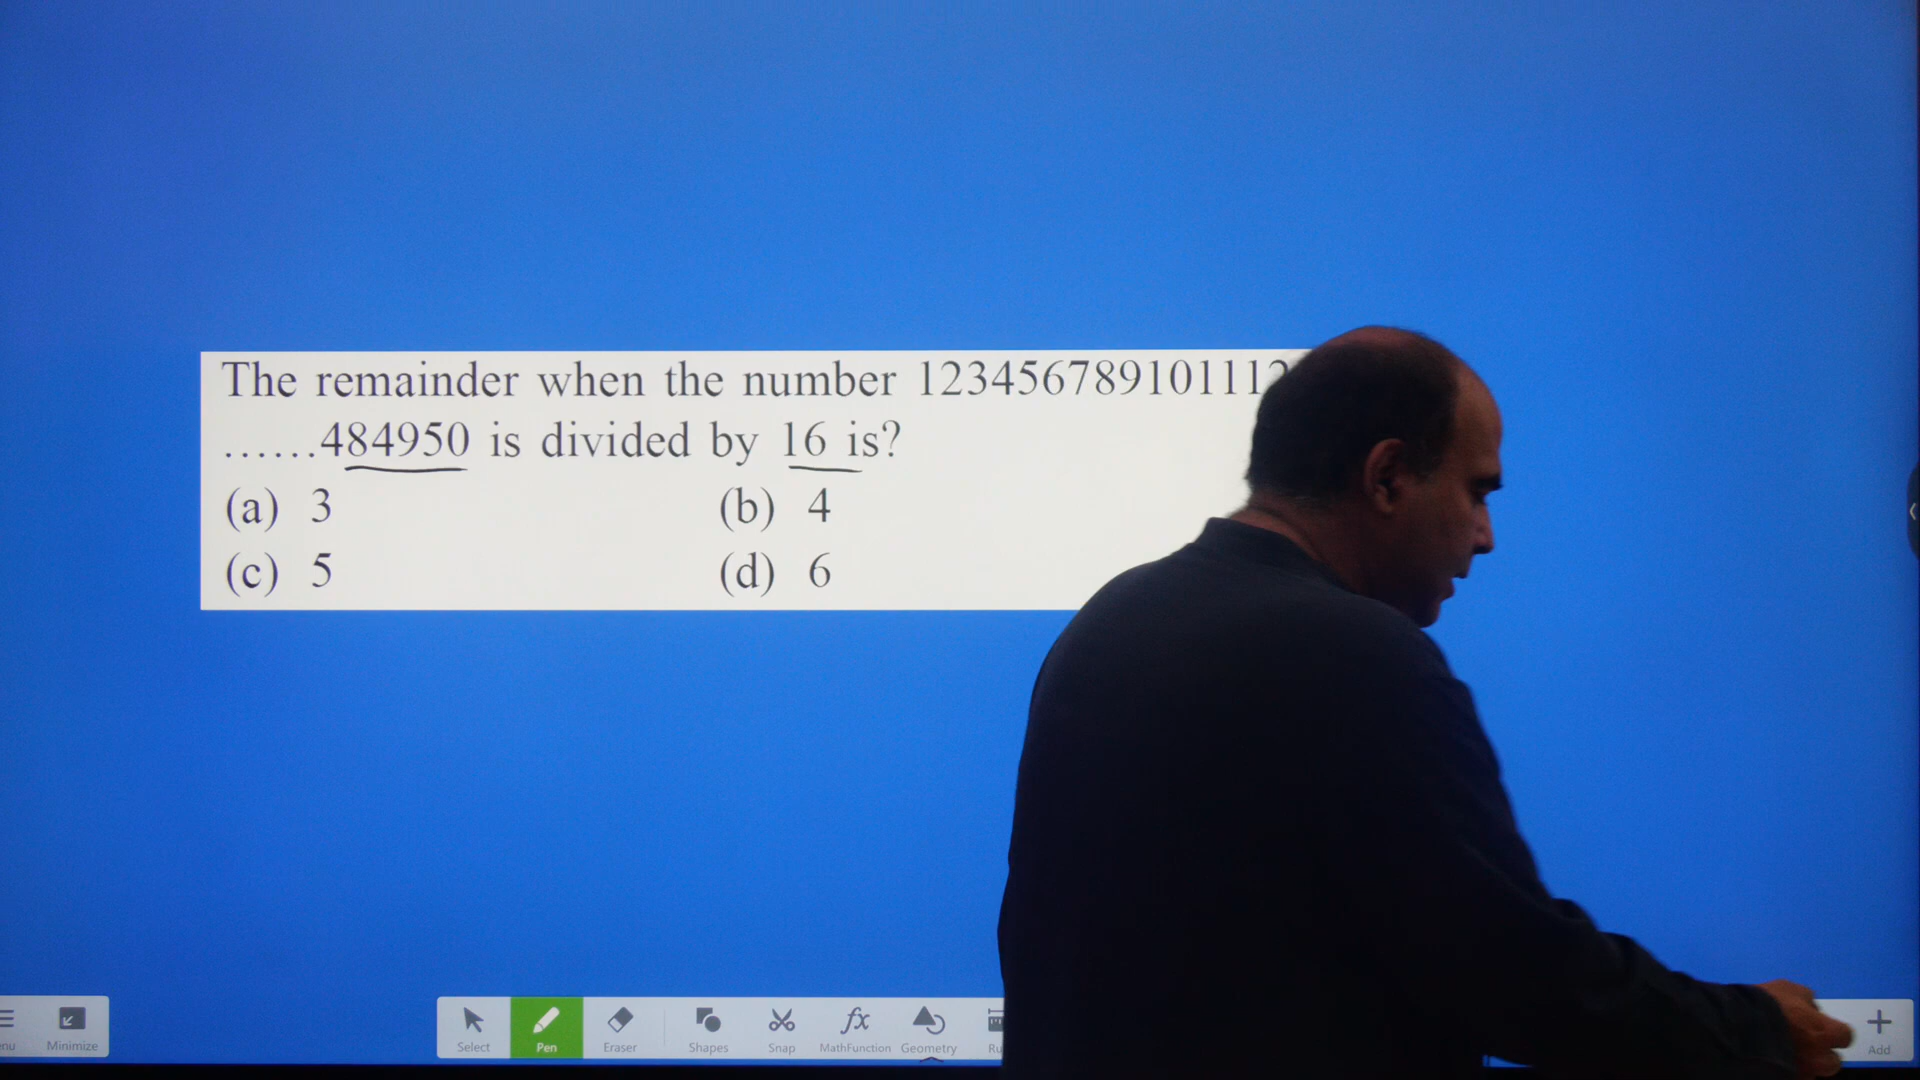 The remainder when the number 123456789101112
......484950 is divided by 16 is?
(a) 3 (b) 4
(c) 5 (d) 6
Minimize Select Pen Eraser Shapes Snap MathFunction Geometry Add